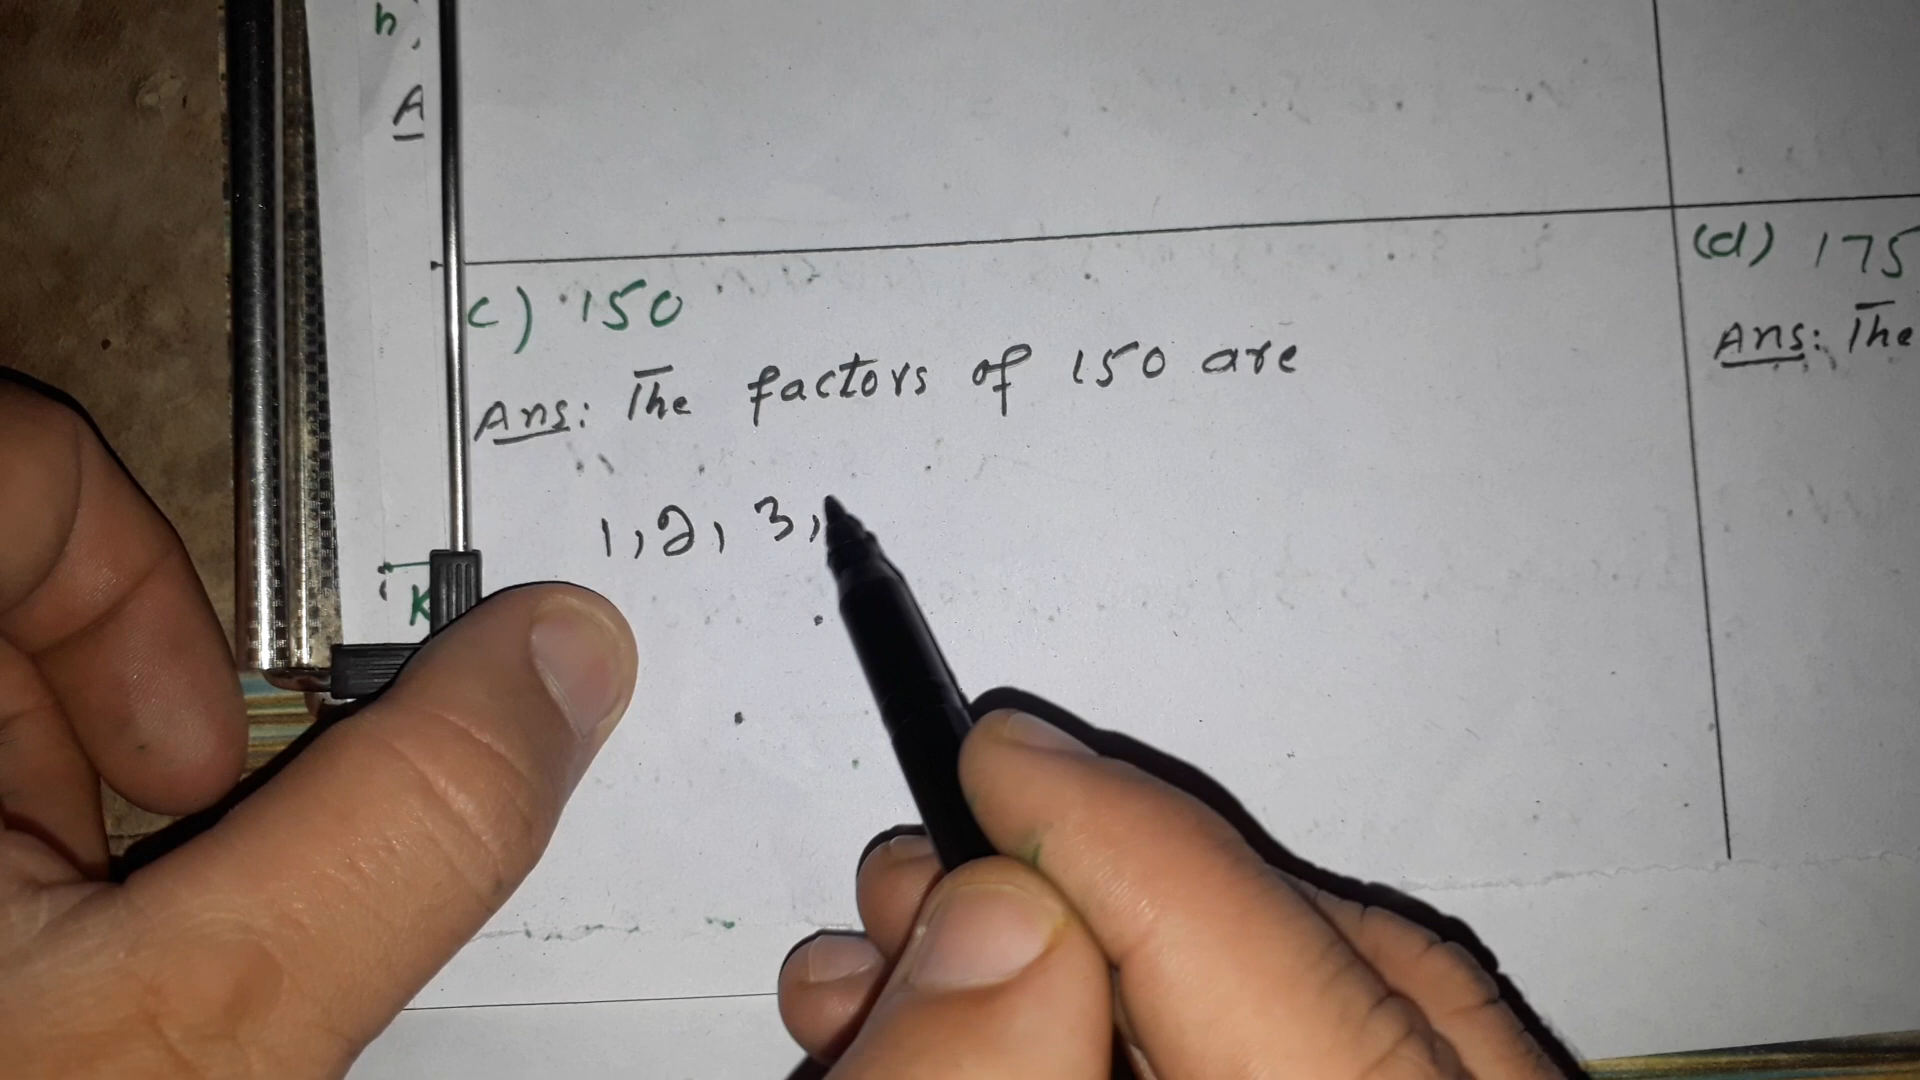 h,
A
c) 150
Ans: The factors of 150 are
1, 2, 3,
K
(d) 175
Ans: The